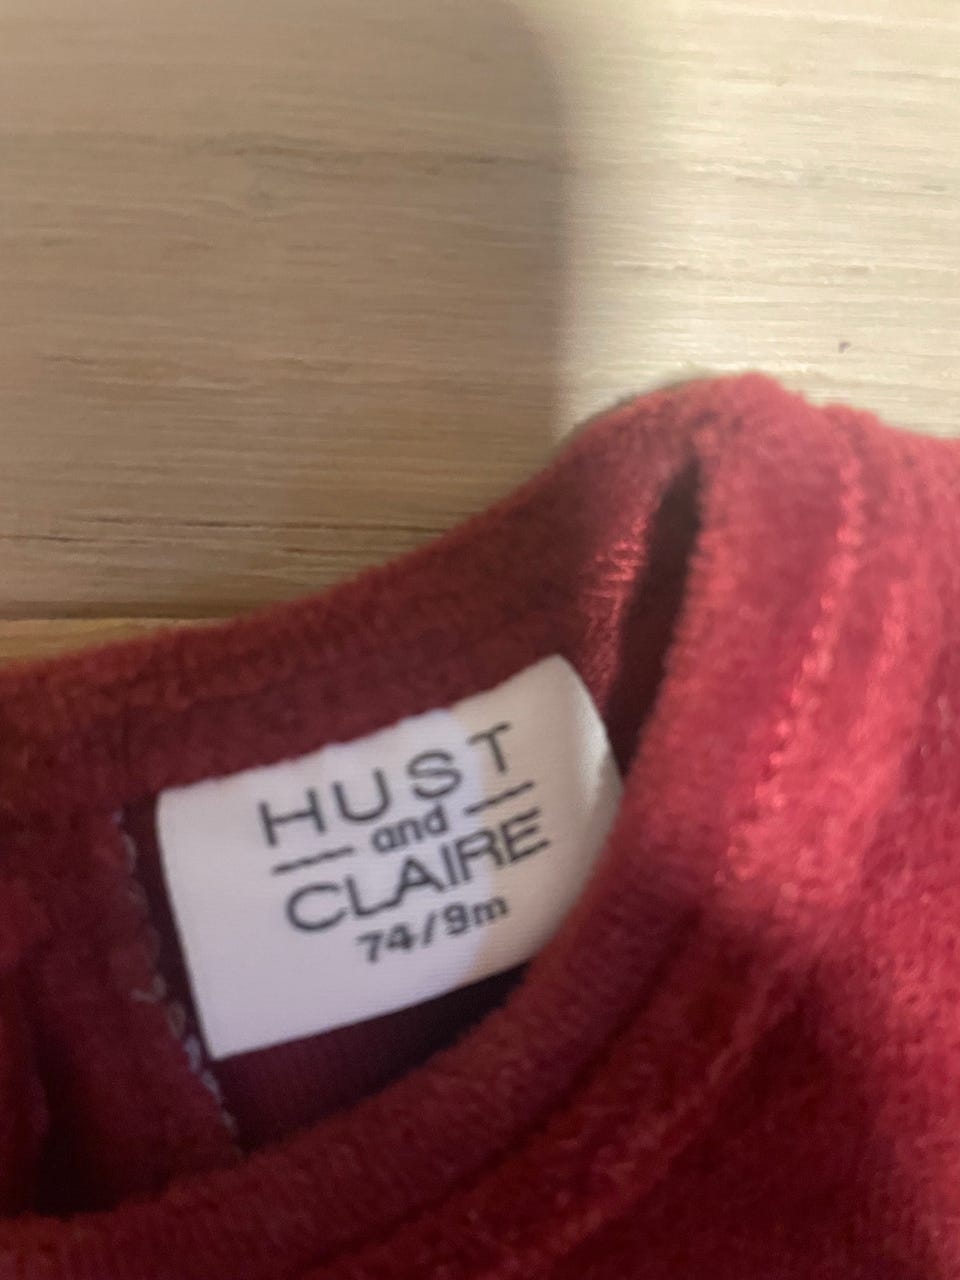 HUST
and
CLAIRE
74/9m